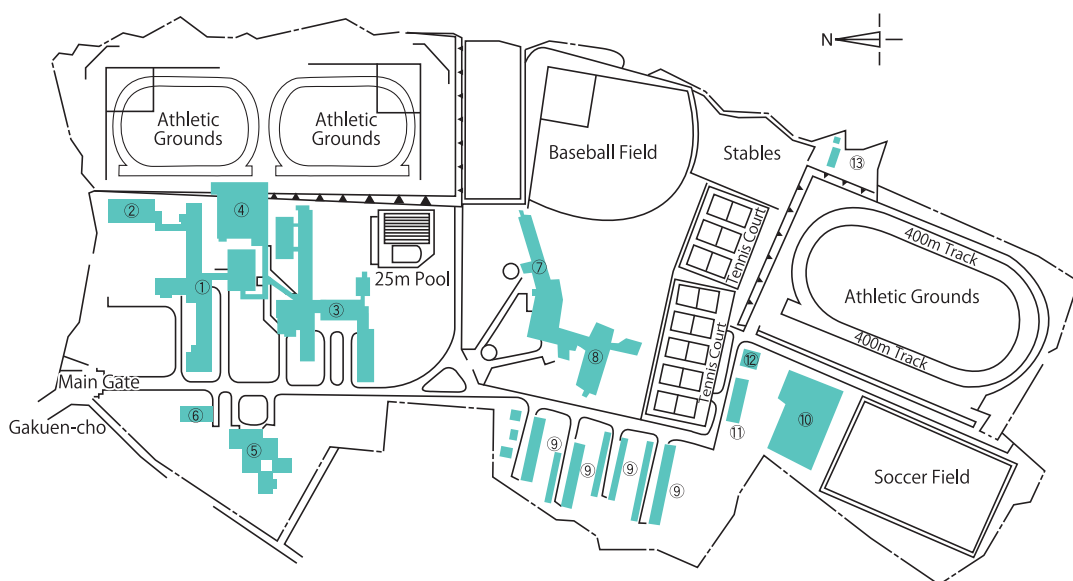 N
Athletic
Grounds
Athletic
Grounds
Baseball Field
Stables
⑬
②
④
Tennis Court
400m Track
⑦
25m Pool
①
③
Athletic Grounds
Tennis Court
400m Track
⑧
⑫
Main Gate
⑥
⑩
Gakuen-cho
⑪
⑤
⑨
⑨
⑨
⑨
Soccer Field